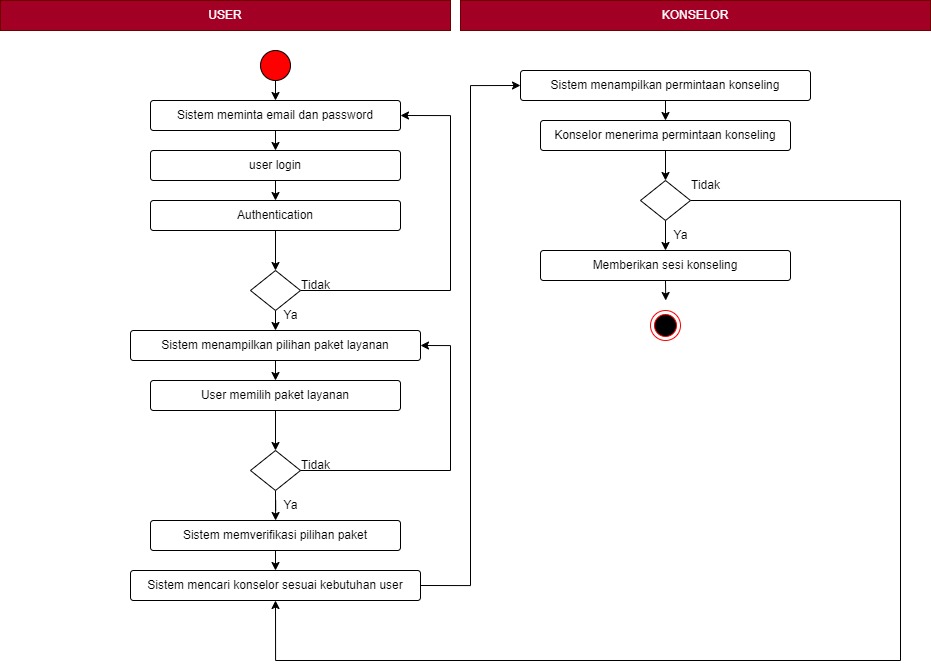 USER
Sistem meminta email dan password
user login
Authentication
Tidak
Ya
Sistem menampilkan pilihan paket layanan
User memilih paket layanan
Tidak
Ya
Sistem memverifikasi pilihan paket
Sistem mencari konselor sesuai kebutuhan user
KONSELOR
Sistem menampilkan permintaan konseling
Konselor menerima permintaan konseling
Tidak
Ya
Memberikan sesi konseling